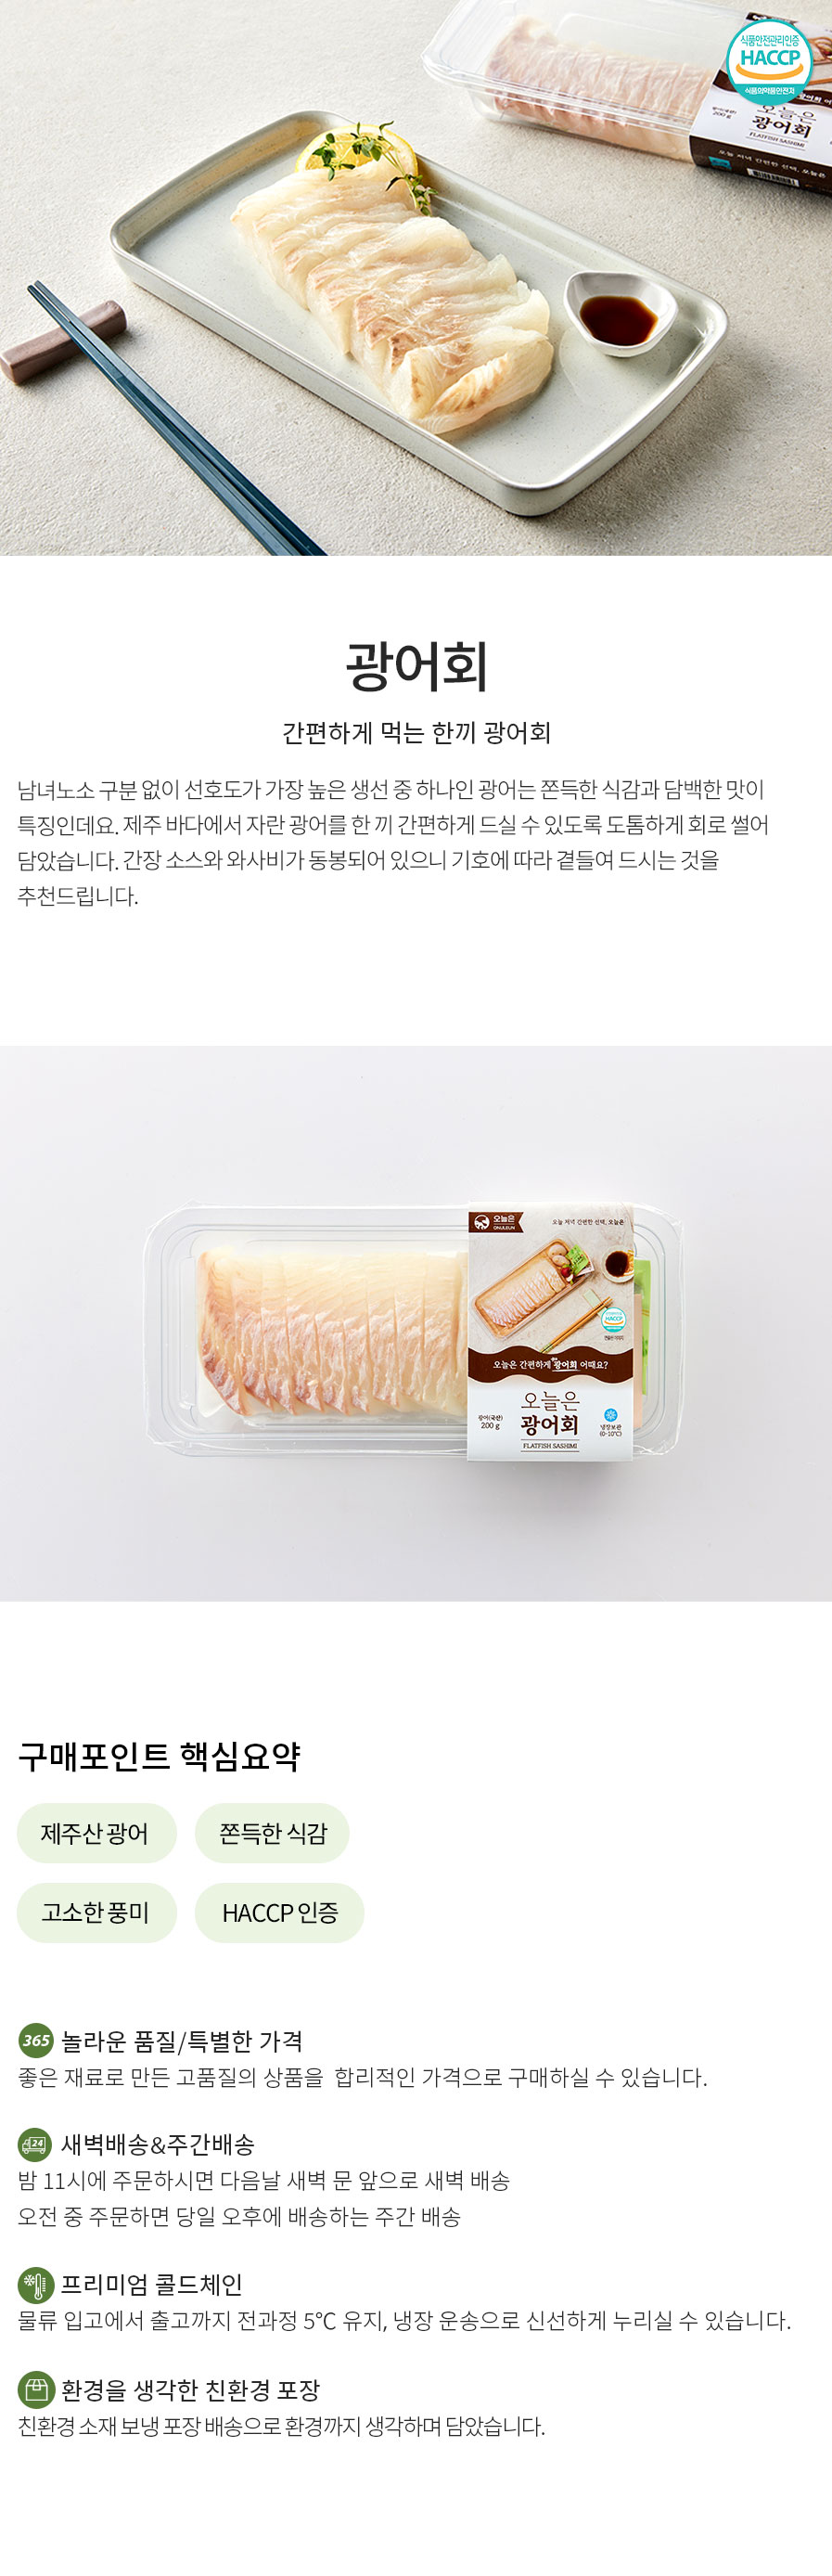 식품안전관리인증
HACCP
식품의약품안전처
200 g
오늘은
광어회
FLATFISH SASHIMI
광어회
간편하게 먹는 한끼 광어회
남녀노소 구분 없이 선호도가 가장 높은 생선 중 하나인 광어는 쫀득한 식감과 담백한 맛이
특징인데요. 제주 바다에서 자란 광어를 한 끼 간편하게 드실 수 있도록 도톰하게 회로 썰어
담았습니다. 간장 소스와 와사비가 동봉되어 있으니 기호에 따라 곁들여 드시는 것을
추천드립니다.
오늘은
ONULEUN
오늘 저녁 간편한 선택, 오늘은
HACCP
오늘은 간편하게 광어회 어때요?
오늘은
광어회
FLATFISH SASHIMI
광어(국산)
200 g
냉장보관
(0-10℃)
구매포인트 핵심요약
제주산 광어
쫀득한 식감
고소한 풍미
HACCP 인증
365 놀라운 품질/특별한 가격
좋은 재료로 만든 고품질의 상품을 합리적인 가격으로 구매하실 수 있습니다.
24 새벽배송&주간배송
밤 11시에 주문하시면 다음날 새벽 문 앞으로 새벽 배송
오전 중 주문하면 당일 오후에 배송하는 주간 배송
프리미엄 콜드체인
물류 입고에서 출고까지 전과정 5℃ 유지, 냉장 운송으로 신선하게 누리실 수 있습니다.
환경을 생각한 친환경 포장
친환경 소재 보냉 포장 배송으로 환경까지 생각하며 담았습니다.